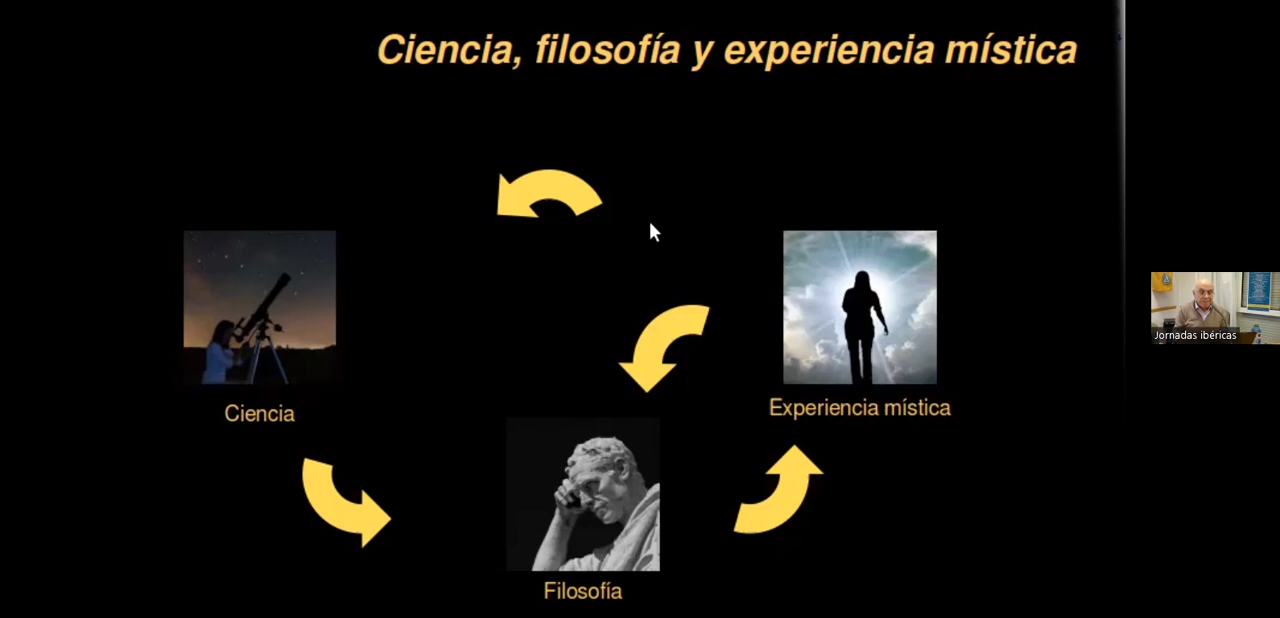 Ciencia, filosofía y experiencia mística
Ciencia
Experiencia mística
Filosofía
Jornadas ibéricas